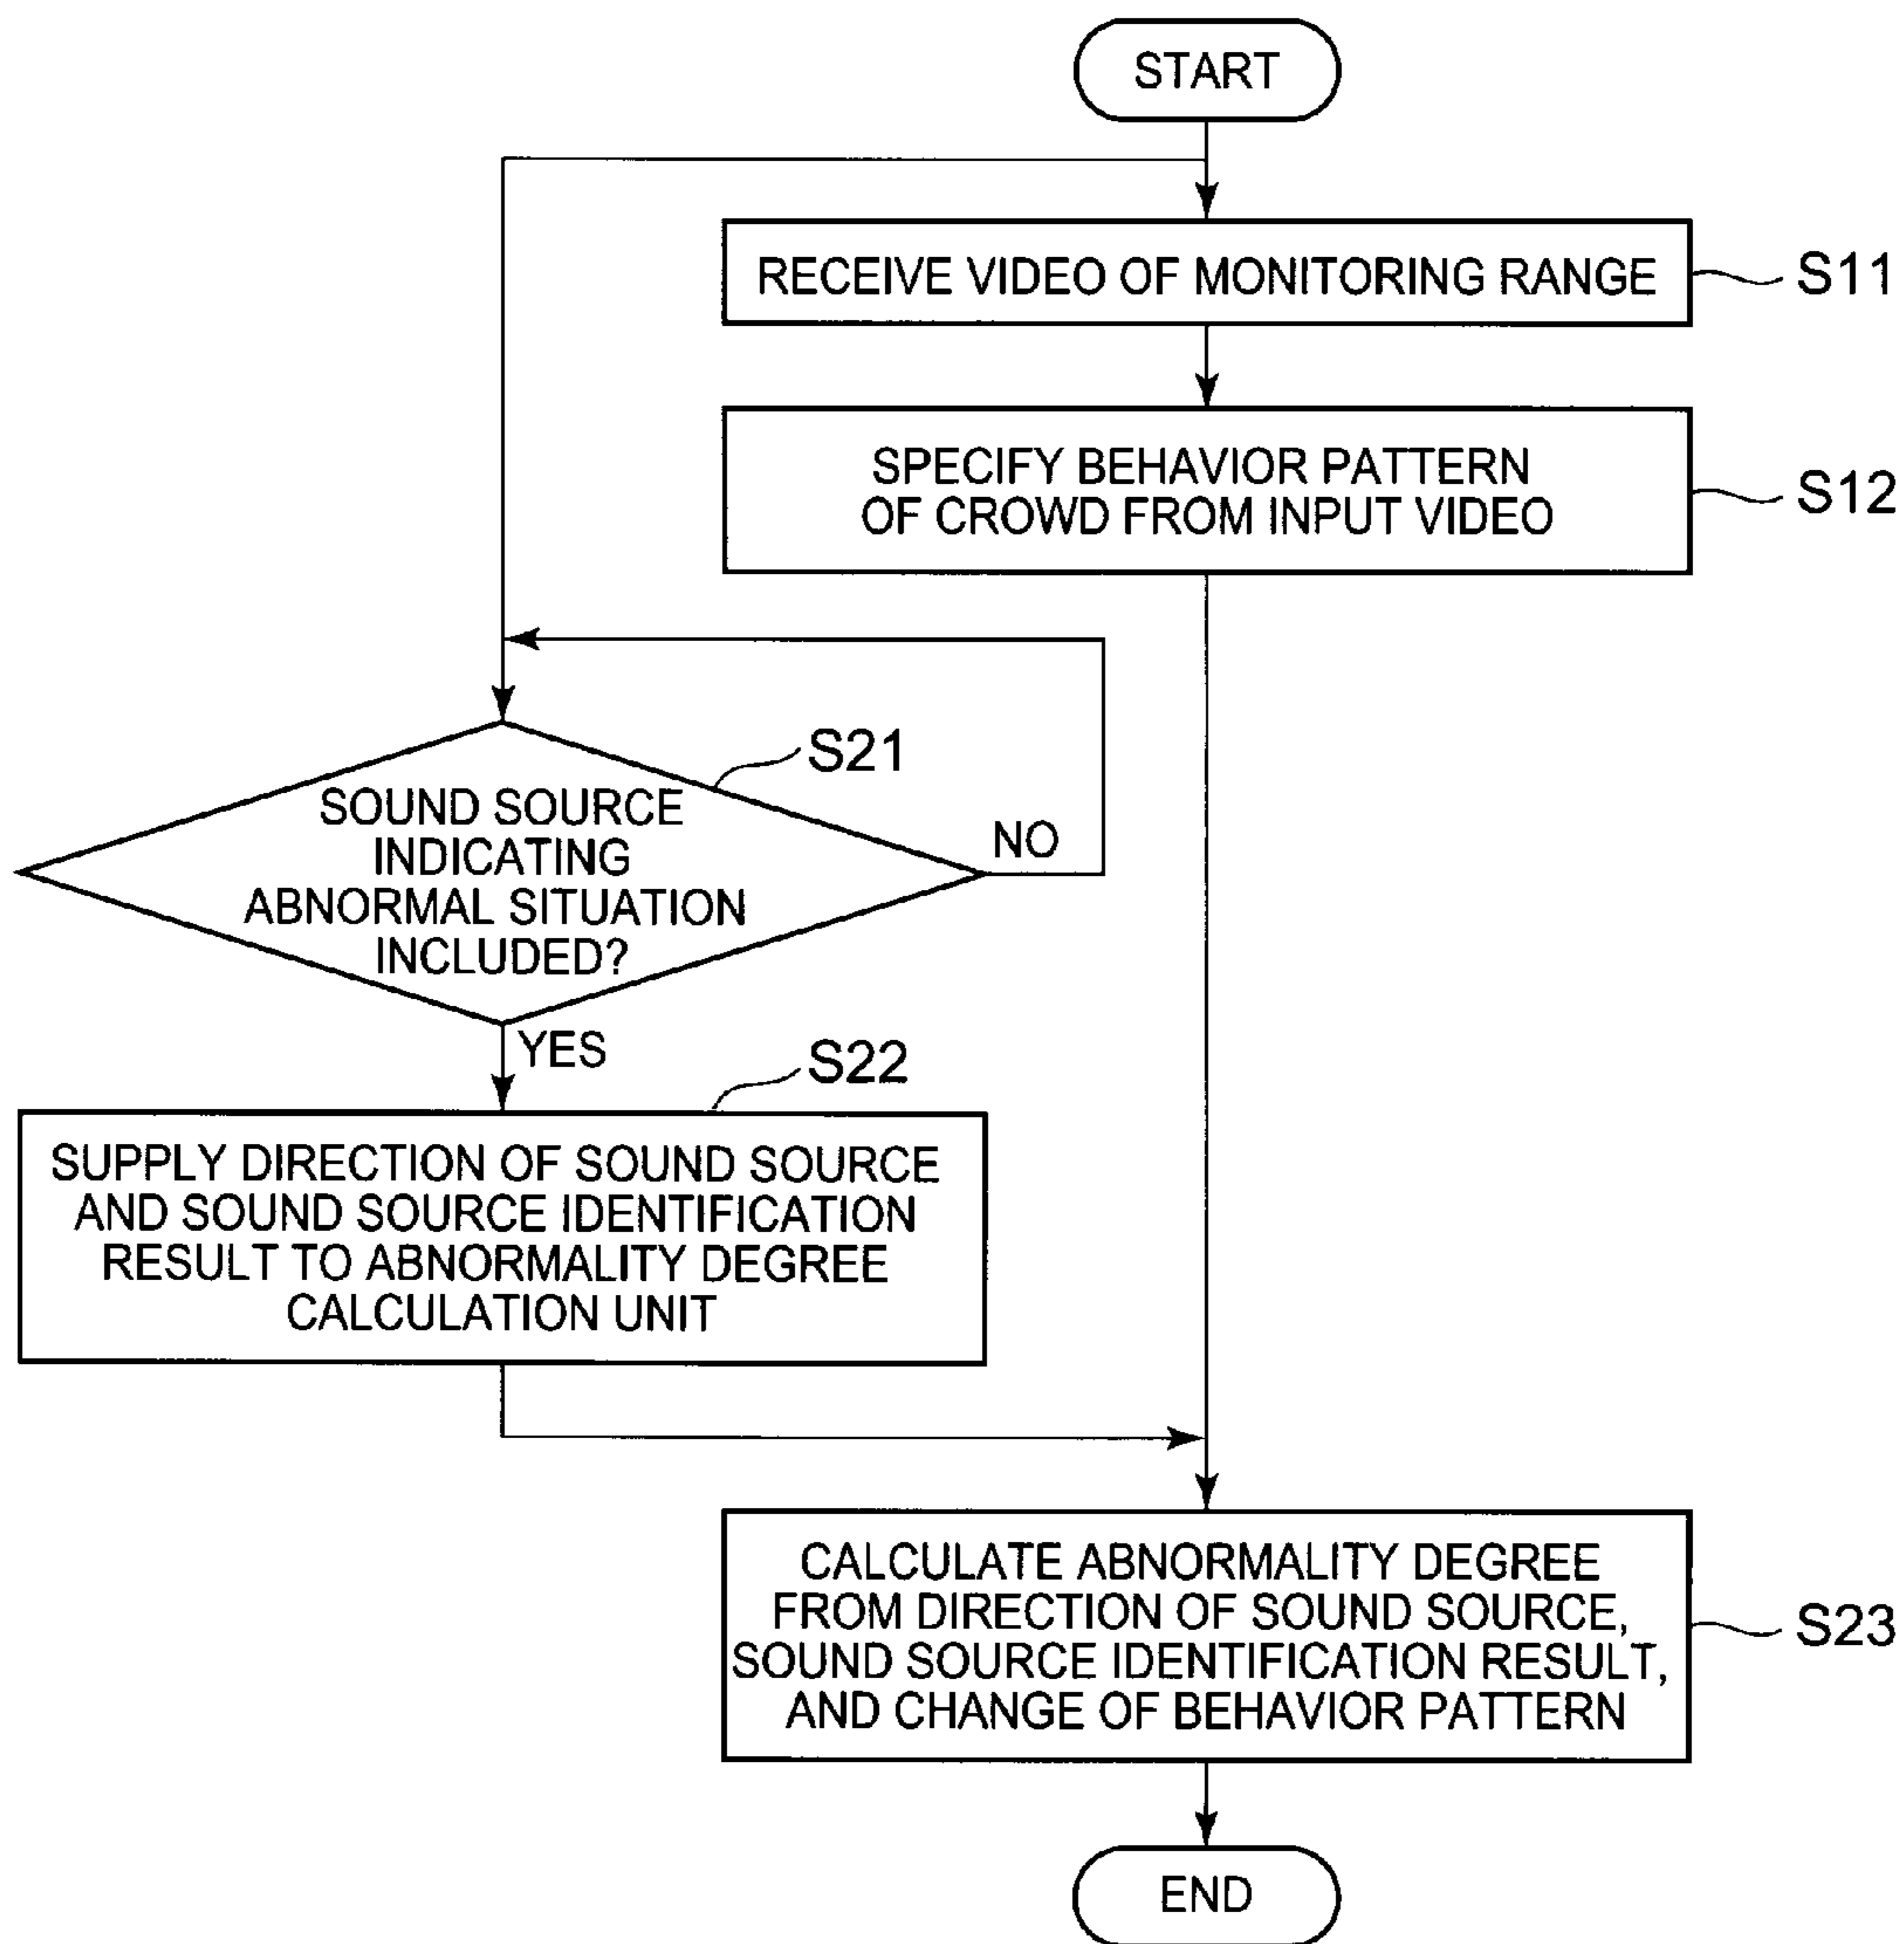 START
RECEIVE VIDEO OF MONITORING RANGE
S11
SPECIFY BEHAVIOR PATTERN
OF CROWD FROM INPUT VIDEO
S12
S21
SOUND SOURCE
INDICATING
ABNORMAL SITUATION
INCLUDED?
NO
YES
S22
SUPPLY DIRECTION OF SOUND SOURCE
AND SOUND SOURCE IDENTIFICATION
RESULT TO ABNORMALITY DEGREE
CALCULATION UNIT
CALCULATE ABNORMALITY DEGREE
FROM DIRECTION OF SOUND SOURCE,
SOUND SOURCE IDENTIFICATION RESULT,
AND CHANGE OF BEHAVIOR PATTERN
S23
END